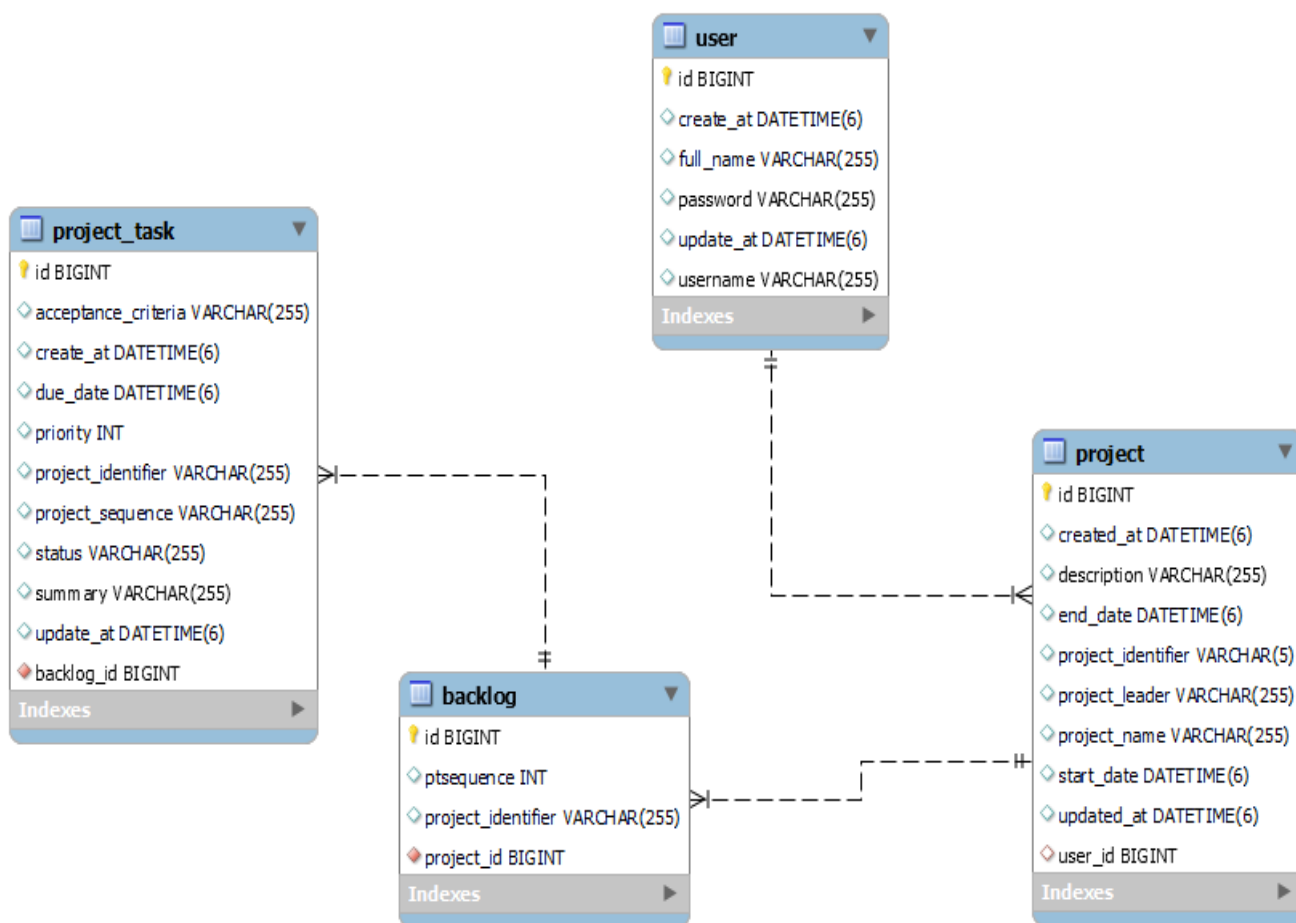 user
id BIGINT
create_at DATETIME(6)
full_name VARCHAR(255)
password VARCHAR(255)
update_at DATETIME(6)
username VARCHAR(255)
Indexes
project_task
id BIGINT
acceptance_criteria VARCHAR(255)
create_at DATETIME(6)
due_date DATETIME(6)
priority INT
project_identifier VARCHAR(255)
project_sequence VARCHAR(255)
status VARCHAR(255)
summary VARCHAR(255)
update_at DATETIME(6)
backlog_id BIGINT
Indexes
project
id BIGINT
created_at DATETIME(6)
description VARCHAR(255)
end_date DATETIME(6)
project_identifier VARCHAR(5)
project_leader VARCHAR(255)
project_name VARCHAR(255)
start_date DATETIME(6)
updated_at DATETIME(6)
user_id BIGINT
Indexes
backlog
id BIGINT
ptsequence INT
project_identifier VARCHAR(255)
project_id BIGINT
Indexes